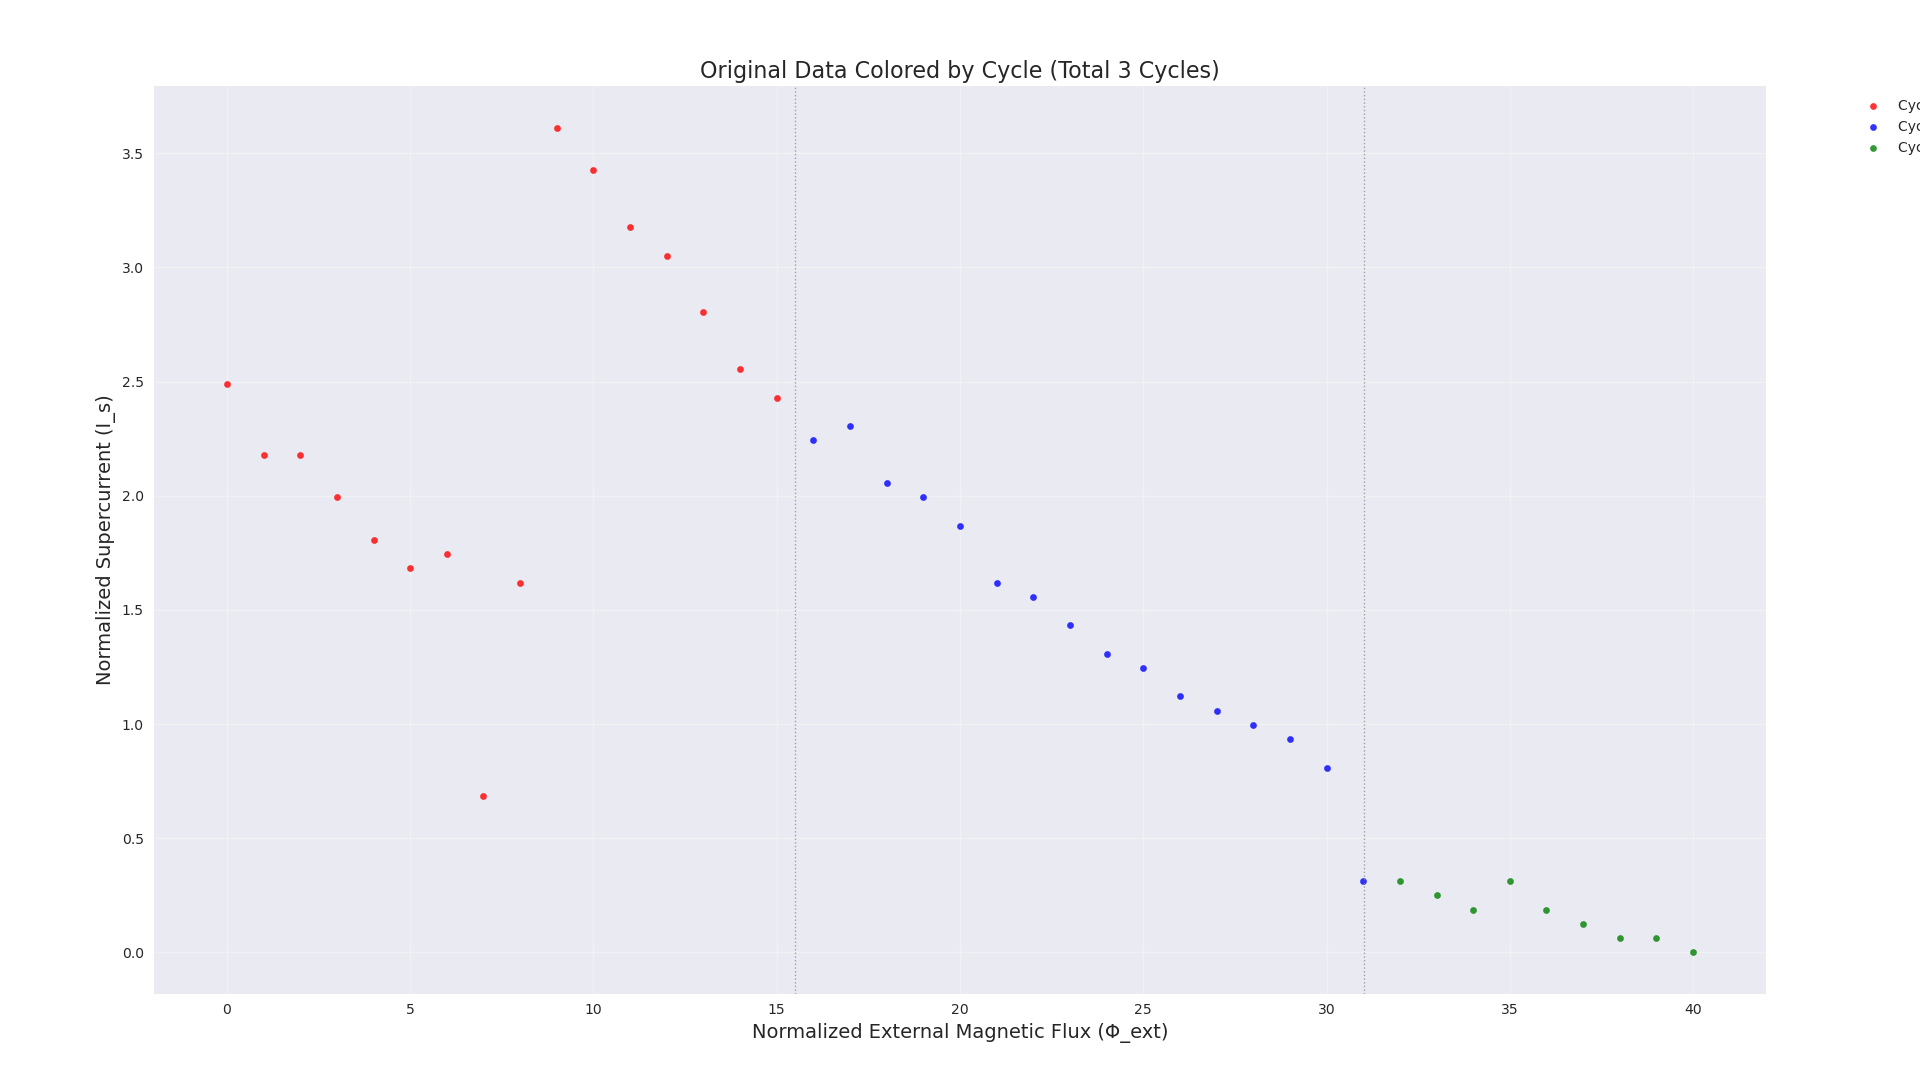 Original Data Colored by Cycle (Total 3 Cycles)
Cyc
Cyc
Cyc
Normalized Supercurrent (I_s)
3.5
3.0
2.5
2.0
1.5
1.0
0.5
0.0
0 5 10 15 20 25 30 35 40
Normalized External Magnetic Flux (Φ_ext)